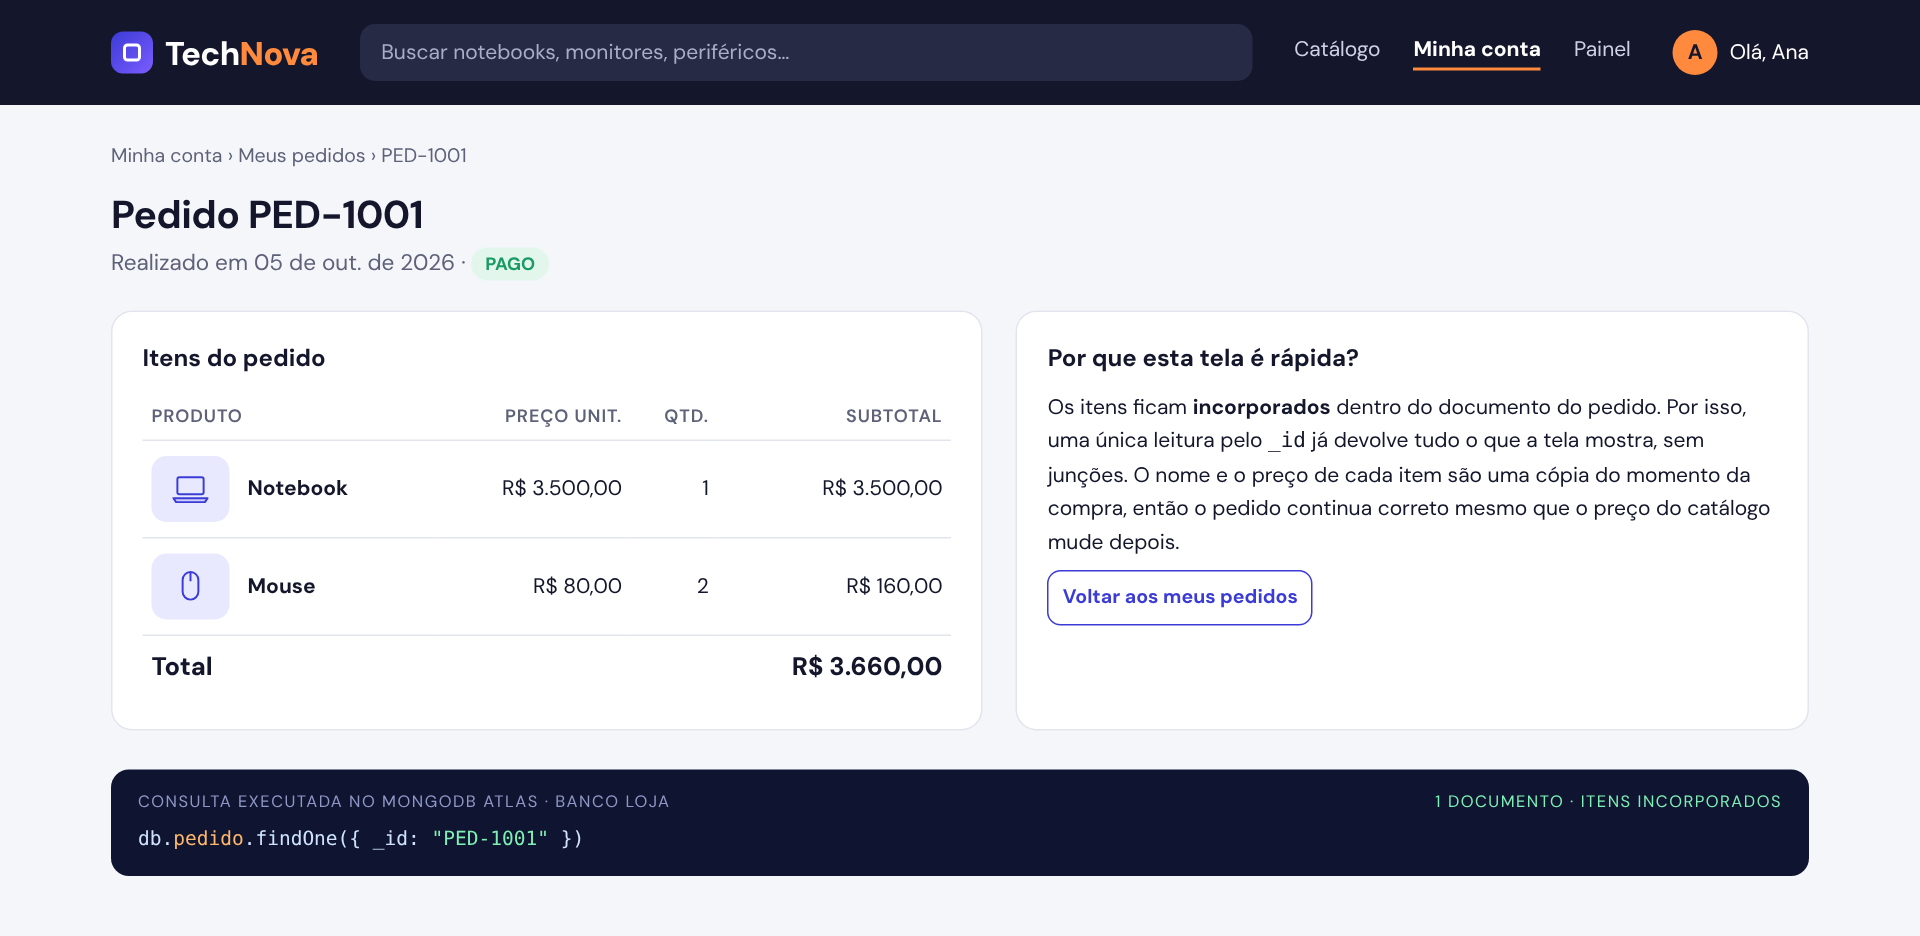 TechNova
Buscar notebooks, monitores, periféricos...
Catálogo
Minha conta
Painel
A
Olá, Ana
Minha conta › Meus pedidos › PED-1001
Pedido PED-1001
Realizado em 05 de out. de 2026 · PAGO
Itens do pedido
PRODUTO PREÇO UNIT. QTD. SUBTOTAL
Notebook R$ 3.500,00 1 R$ 3.500,00
Mouse R$ 80,00 2 R$ 160,00
Total R$ 3.660,00
Por que esta tela é rápida?
Os itens ficam incorporados dentro do documento do pedido. Por isso,
uma única leitura pelo _id já devolve tudo o que a tela mostra, sem
junções. O nome e o preço de cada item são uma cópia do momento da
compra, então o pedido continua correto mesmo que o preço do catálogo
mude depois.
Voltar aos meus pedidos
CONSULTA EXECUTADA NO MONGODB ATLAS · BANCO LOJA
1 DOCUMENTO · ITENS INCORPORADOS
db.pedido.findOne({ _id: "PED-1001" })